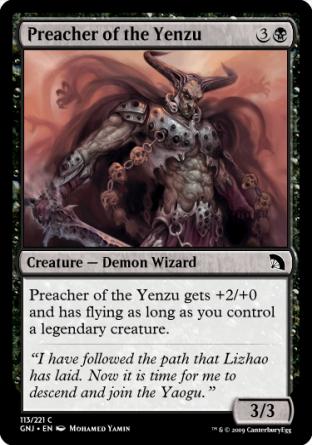 Preacher of the Yenzu 3
Creature — Demon Wizard
Preacher of the Yenzu gets +2/+0
and has flying as long as you control
a legendary creature.
“I have followed the path that Lizhao
has laid. Now it is time for me to
descend and join the Yaogu.”
3/3
113/221 C
GNJ • EN Mohamed Yamin ™ & © 2019 CanterburyEgg